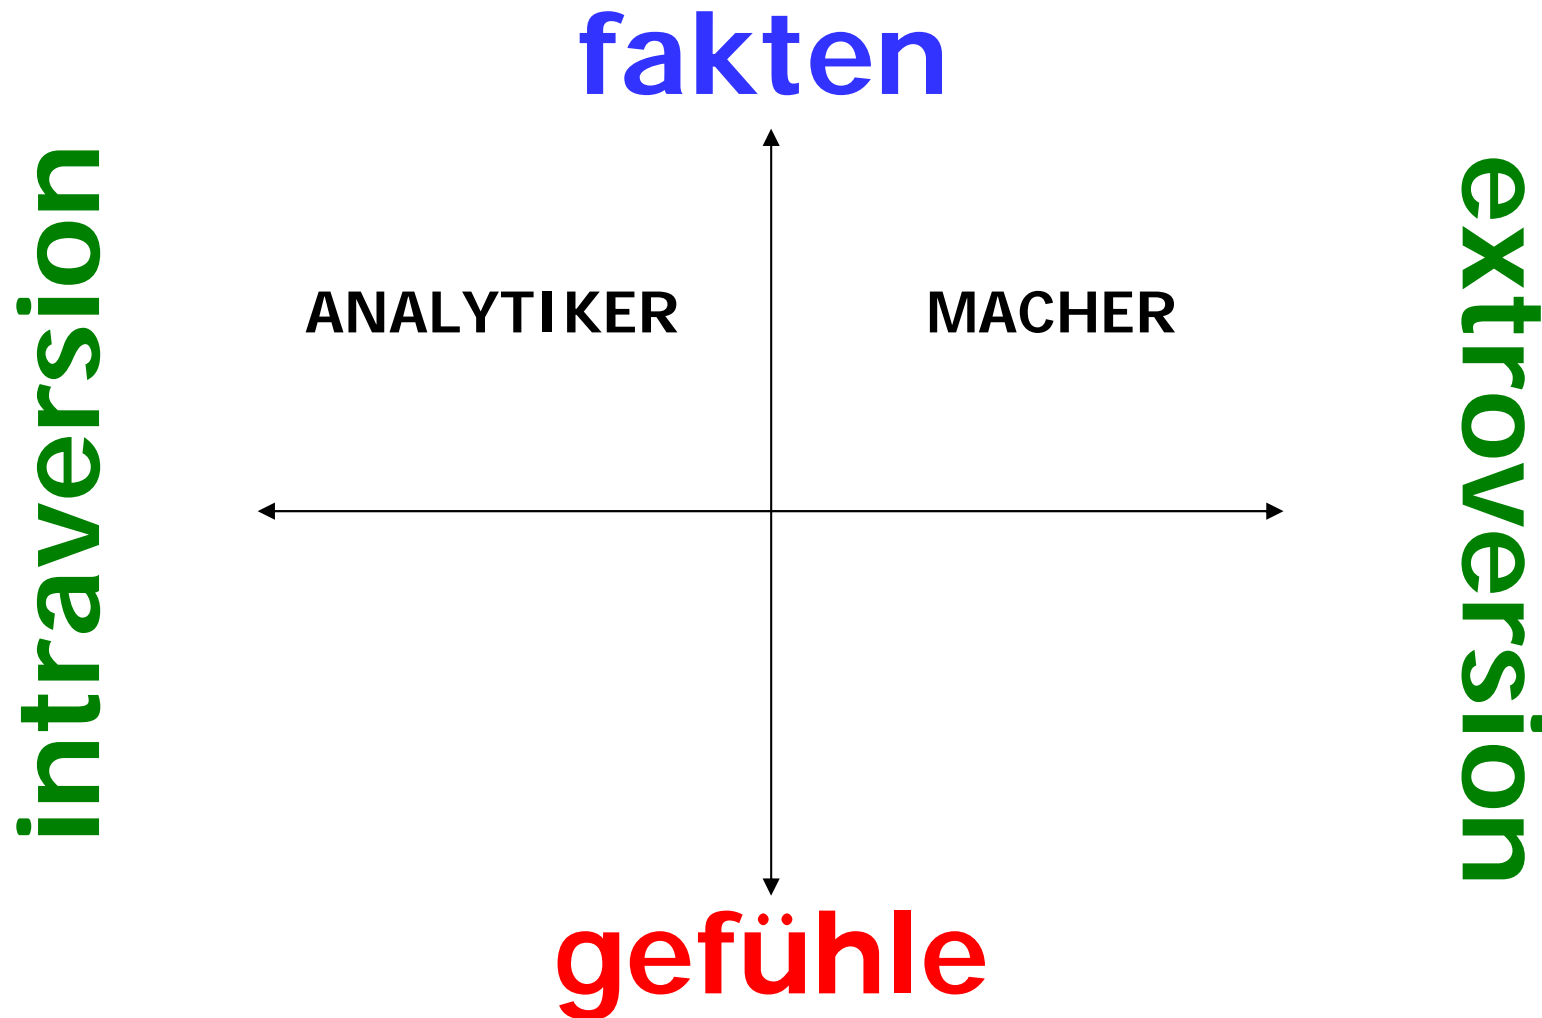 fakten
intraversion
extroversion
ANALYTIKER
MACHER
gefühle